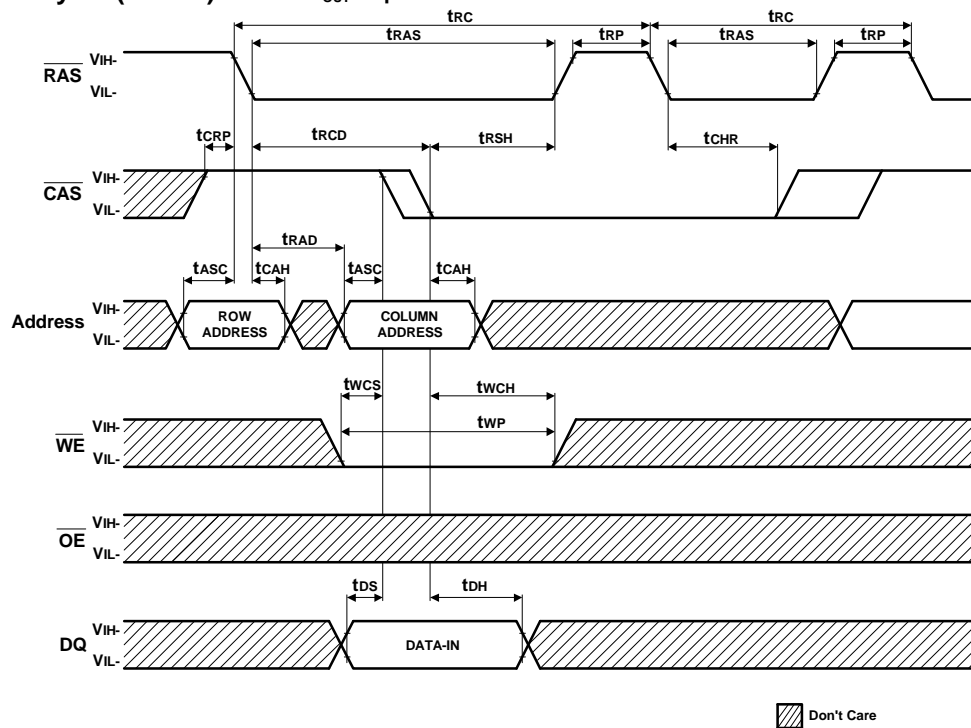 tRC tRC
tRAS tRP tRAS tRP
RAS VIH-
VIL-
tCRP tRCD tRSH tCHR
CAS VIH-
VIL-
tRAD
tASC tCAH tASC tCAH
Address VIH-
VIL-
ROW
ADDRESS
COLUMN
ADDRESS
tWCS tWCH
tWP
WE VIH-
VIL-
OE VIH-
VIL-
tDS tDH
DQ VIH-
VIL-
DATA-IN
Don't Care